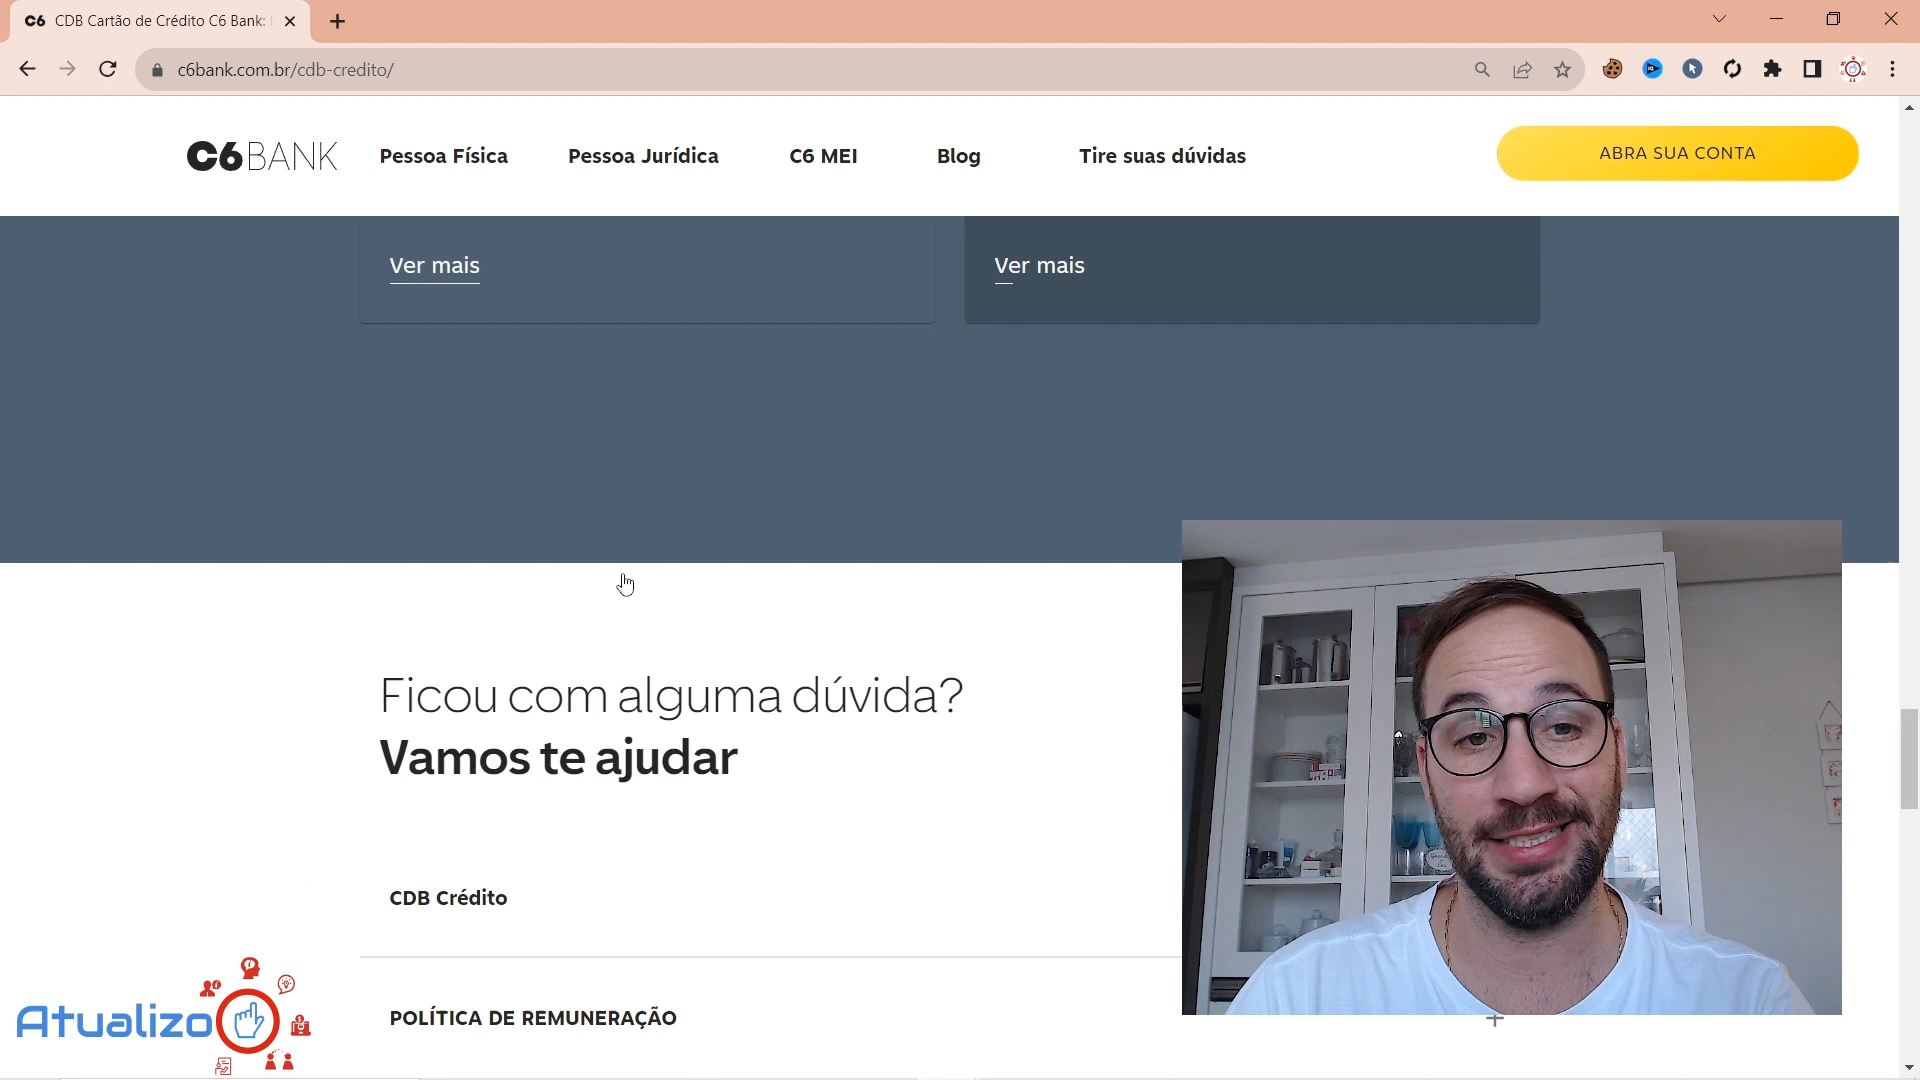 C6 CDB Cartão de Crédito C6 Bank:
c6bank.com.br/cdb-credito/
C6BANK
Pessoa Física
Pessoa Jurídica
C6 MEI
Blog
Tire suas dúvidas
ABRA SUA CONTA
Ver mais
Ver mais
Ficou com alguma dúvida?
Vamos te ajudar
CDB Crédito
POLÍTICA DE REMUNERAÇÃO
Atualizo